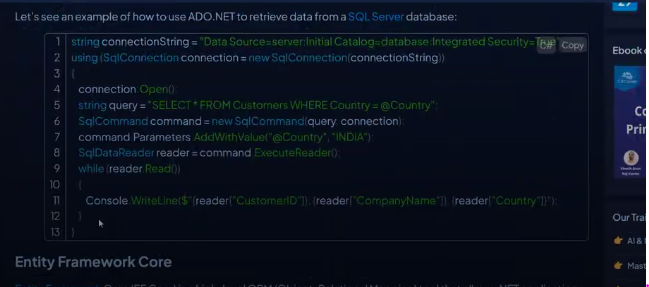 Let's see an example of how to use ADO.NET to retrieve data from a SQL Server database:
1 string connectionString = "Data Source=server;Initial Catalog=database;Integrated Security=True
C# Copy
2 using (SqlConnection connection = new SqlConnection(connectionString))
3 {
4 connection.Open();
5 string query = "SELECT * FROM Customers WHERE Country = @Country";
6 SqlCommand command = new SqlCommand(query, connection);
7 command.Parameters.AddWithValue("@Country", "INDIA");
8 SqlDataReader reader = command.ExecuteReader();
9 while (reader.Read())
10 {
11 Console.WriteLine($"{reader["CustomerID"]}, {reader["CompanyName"]}, {reader["Country"]}");
12 }
13 }
Entity Framework Core
Ebook
Our Trai
AI &
Mast